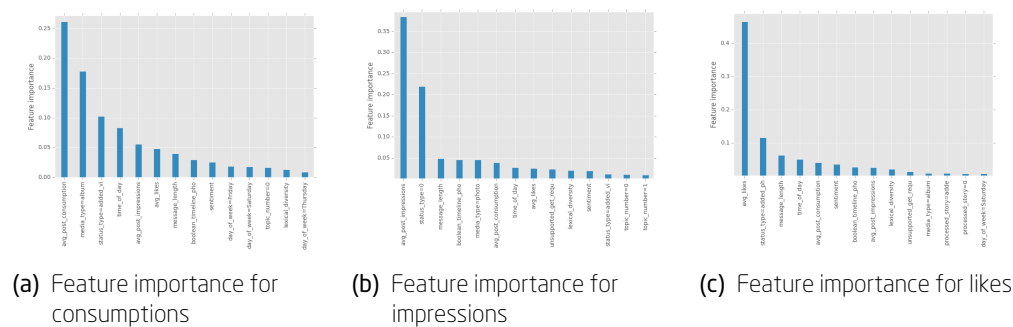 Feature importance
0.25
0.20
0.15
0.10
0.05
0.00
avg_post_consumption
media_type=album
status_type=added_vi
time_of_day
avg_post_impressions
avg_likes
message_length
boolean_timeline_pho
sentiment
day_of_week=Friday
day_of_week=Saturday
topic_number=0
lexical_diversity
day_of_week=Thursday
(a) Feature importance for
consumptions
Feature importance
0.35
0.30
0.25
0.20
0.15
0.10
0.05
avg_post_impressions
status_type=0
message_length
boolean_timeline_pho
media_type=photo
avg_post_consumption
time_of_day
avg_likes
unsupported_get_requ
lexical_diversity
sentiment
status_type=added_vi
topic_number=0
topic_number=1
(b) Feature importance for
impressions
Feature importance
0.4
0.3
0.2
0.1
avg_likes
status_type=added_ph
message_length
time_of_day
avg_post_consumption
sentiment
boolean_timeline_pho
avg_post_impressions
lexical_diversity
unsupported_get_requ
media_type=album
processed_story=adde
processed_story=0
day_of_week=Saturday
(c) Feature importance for likes